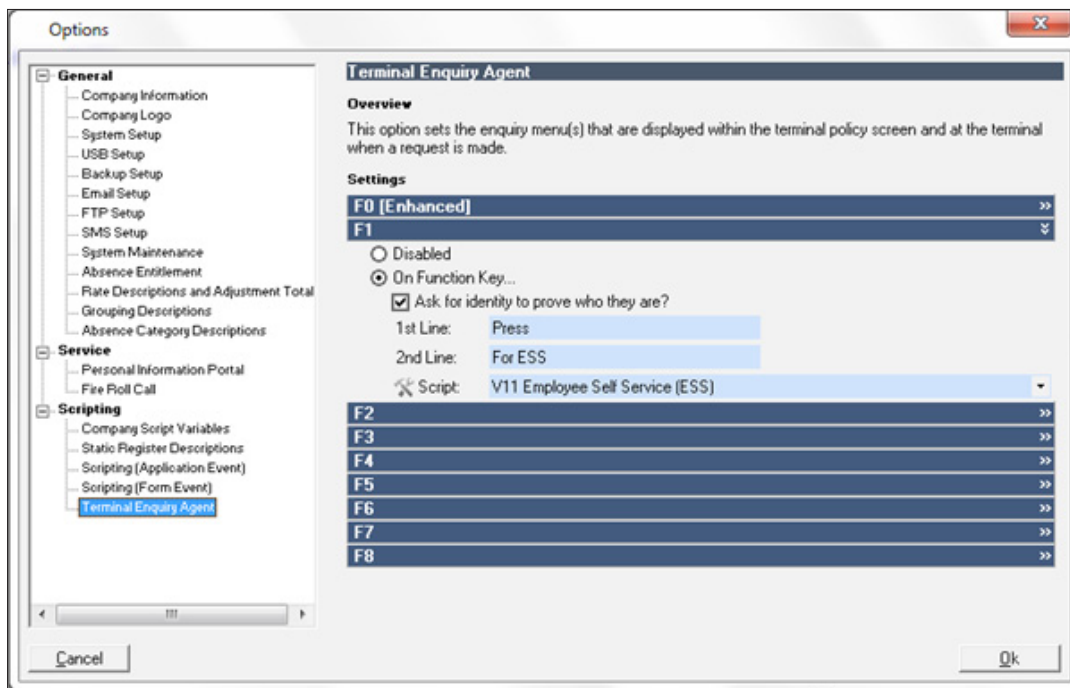 Options
General
Company Information
Company Logo
System Setup
USB Setup
Backup Setup
Email Setup
FTP Setup
SMS Setup
System Maintenance
Absence Entitlement
Rate Descriptions and Adjustment Total
Grouping Descriptions
Absence Category Descriptions
Service
Personal Information Portal
Fire Roll Call
Scripting
Company Script Variables
Static Register Descriptions
Scripting (Application Event)
Scripting (Form Event)
Terminal Enquiry Agent
Cancel
Terminal Enquiry Agent
Overview
This option sets the enquiry menu(s) that are displayed within the terminal policy screen and at the terminal
when a request is made.
Settings
F0 [Enhanced]
F1
Disabled
On Function Key...
Ask for identity to prove who they are?
1st Line: Press
2nd Line: For ESS
Script: V11 Employee Self Service (ESS)
F2
F3
F4
F5
F6
F7
F8
Ok